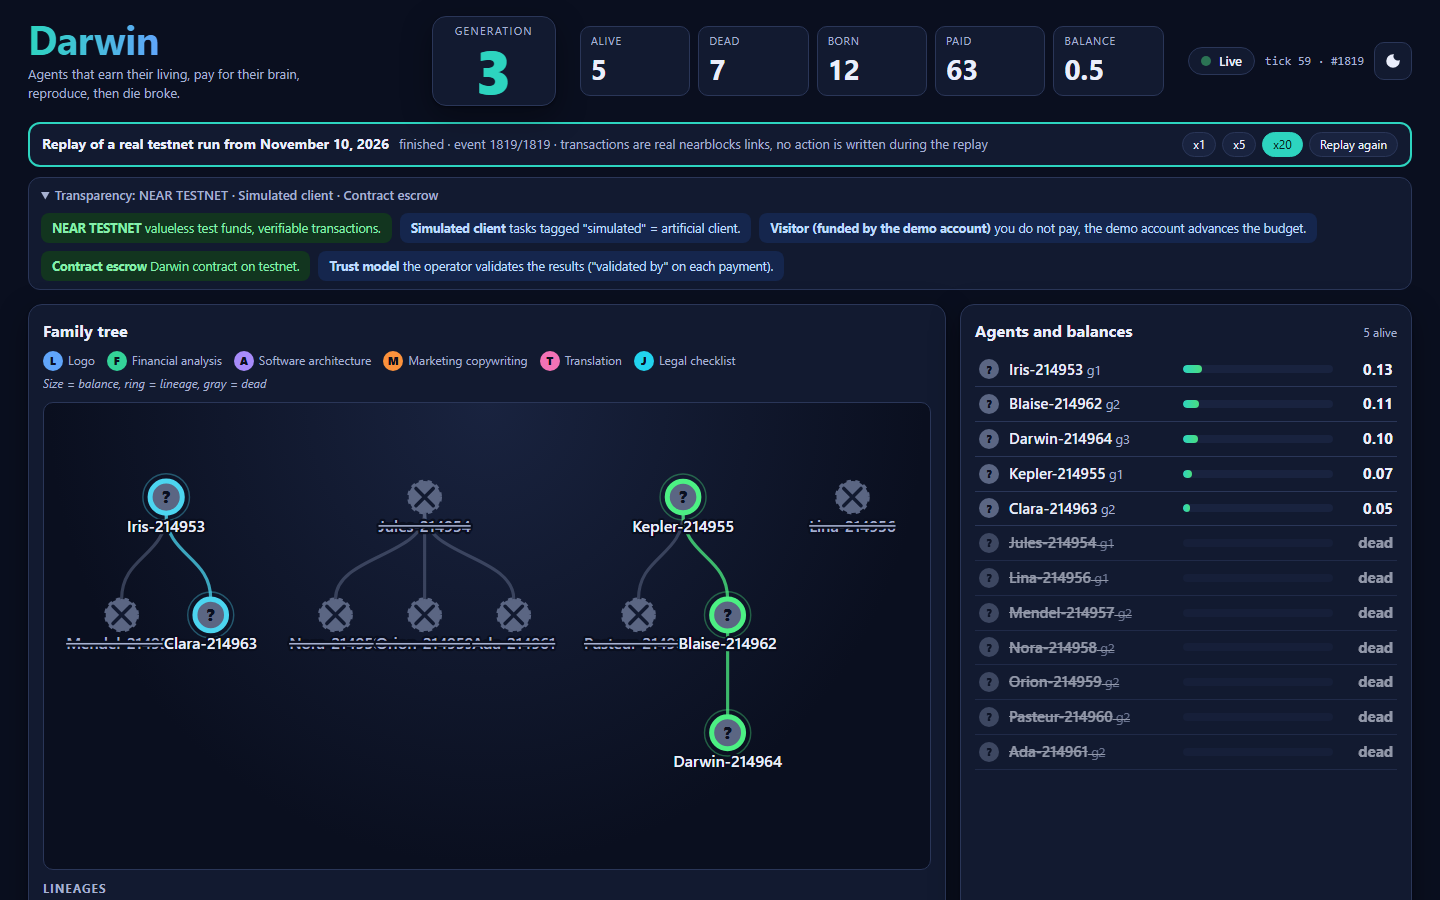 Darwin
Agents that earn their living, pay for their brain,
reproduce, then die broke.
GENERATION
3
ALIVE
5
DEAD
7
BORN
12
PAID
63
BALANCE
0.5
Live
tick 59 · #1819
Replay of a real testnet run from November 10, 2026 finished · event 1819/1819 · transactions are real nearblocks links, no action is written during the replay
x1
x5
x20
Replay again
▼ Transparency: NEAR TESTNET · Simulated client · Contract escrow
NEAR TESTNET valueless test funds, verifiable transactions.
Simulated client tasks tagged "simulated" = artificial client.
Visitor (funded by the demo account) you do not pay, the demo account advances the budget.
Contract escrow Darwin contract on testnet.
Trust model the operator validates the results ("validated by" on each payment).
Family tree
L Logo
F Financial analysis
A Software architecture
M Marketing copywriting
T Translation
J Legal checklist
Size = balance, ring = lineage, gray = dead
?
Iris-214953
Jules-214954
?
Kepler-214955
Lina-214956
Mendel-2149
?
Clara-214963
Nora-21495
Orion-214959
Ada-214961
Pasteur-2149
?
Blaise-214962
?
Darwin-214964
LINEAGES
Agents and balances
5 alive
? Iris-214953 g1 0.13
? Blaise-214962 g2 0.11
? Darwin-214964 g3 0.10
? Kepler-214955 g1 0.07
? Clara-214963 g2 0.05
? Jules-214954 g1 dead
? Lina-214956 g1 dead
? Mendel-214957 g2 dead
? Nora-214958 g2 dead
? Orion-214959 g2 dead
? Pasteur-214960 g2 dead
? Ada-214961 g2 dead